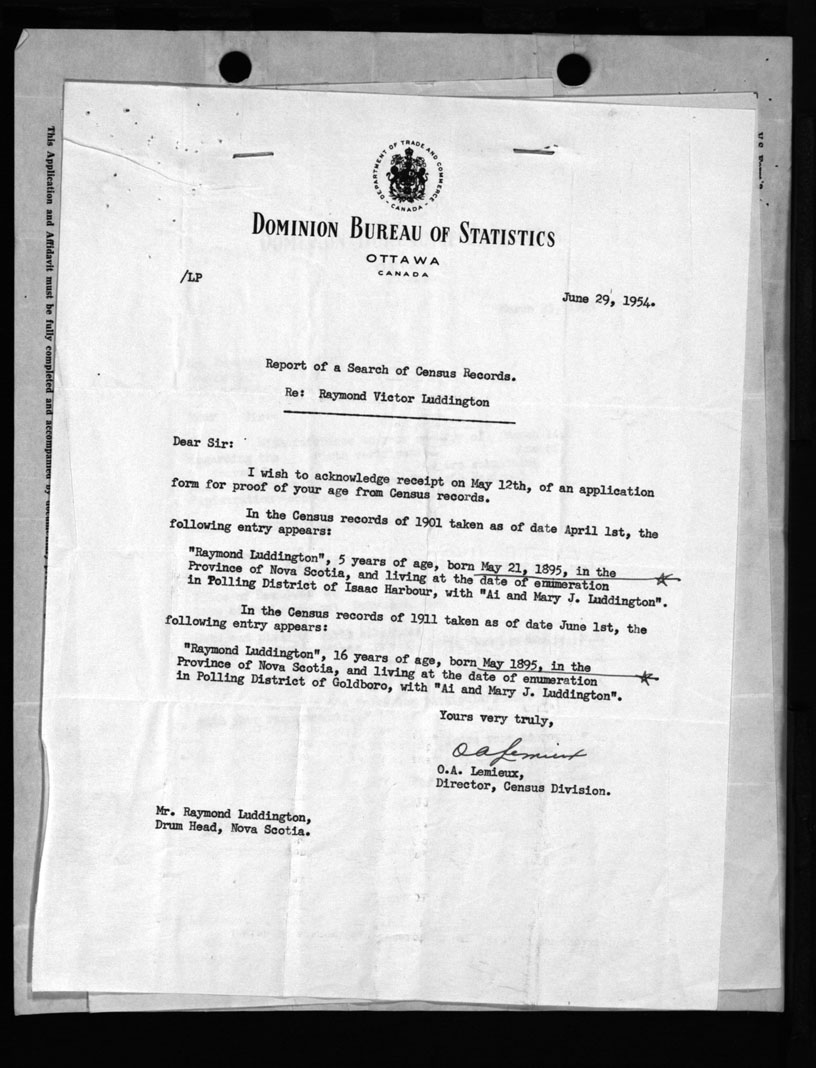 This Application and Affidavit must be fully completed and accompanied by
DEPARTMENT OF TRADE AND COMMERCE
- CANADA -
DOMINION BUREAU OF STATISTICS
OTTAWA
CANADA
/LP
June 29, 1954.
Report of a Search of Census Records.
Re: Raymond Victor Luddington
Dear Sir:
I wish to acknowledge receipt on May 12th, of an application
form for proof of your age from Census records.
In the Census records of 1901 taken as of date April 1st, the
following entry appears:
"Raymond Luddington", 5 years of age, born May 21, 1895, in the
Province of Nova Scotia, and living at the date of enumeration
in Polling District of Isaac Harbour, with "Ai and Mary J. Luddington".
In the Census records of 1911 taken as of date June 1st, the
following entry appears:
"Raymond Luddington", 16 years of age, born May 1895, in the
Province of Nova Scotia, and living at the date of enumeration
in Polling District of Goldboro, with "Ai and Mary J. Luddington".
Yours very truly,
O A Lemieux
O.A. Lemieux,
Director, Census Division.
Mr. Raymond Luddington,
Drum Head, Nova Scotia.